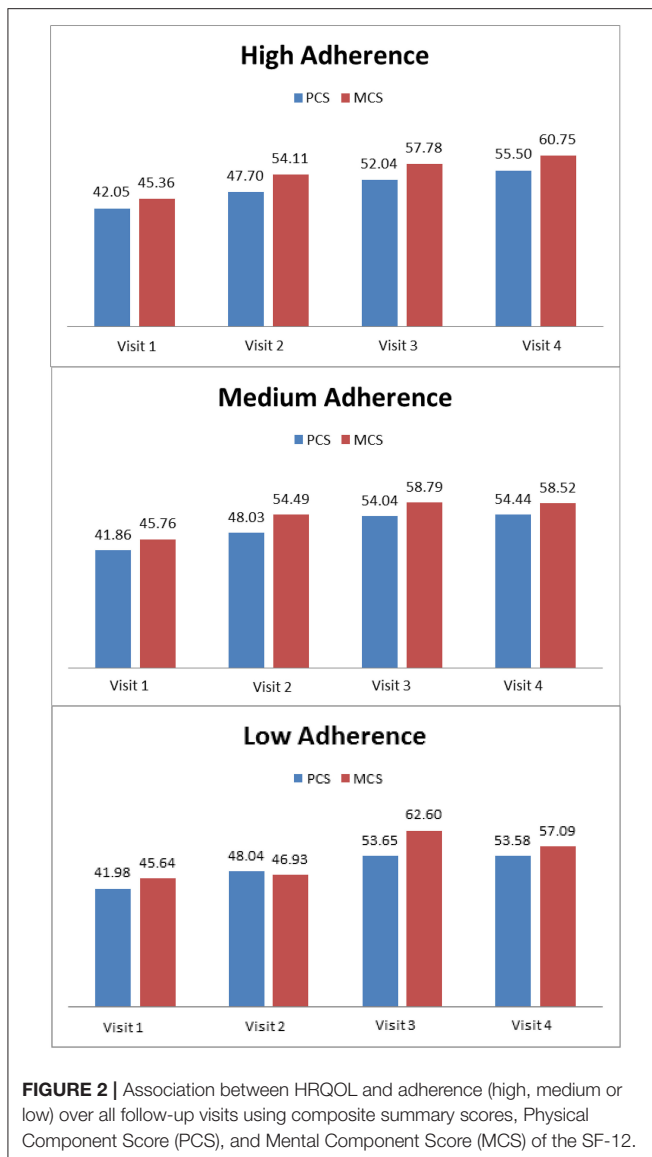 High Adherence
PCS MCS
42.05 45.36 47.70 54.11 52.04 57.78 55.50 60.75
Visit 1 Visit 2 Visit 3 Visit 4
Medium Adherence
PCS MCS
41.86 45.76 48.03 54.49 54.04 58.79 54.44 58.52
Visit 1 Visit 2 Visit 3 Visit 4
Low Adherence
PCS MCS
41.98 45.64 48.04 46.93 53.65 62.60 53.58 57.09
Visit 1 Visit 2 Visit 3 Visit 4
FIGURE 2 | Association between HRQOL and adherence (high, medium or
low) over all follow-up visits using composite summary scores, Physical
Component Score (PCS), and Mental Component Score (MCS) of the SF-12.